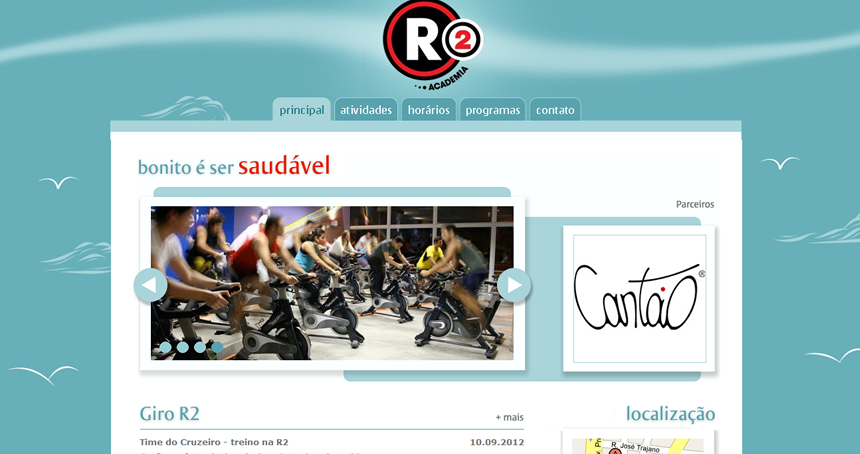 R2
ACADEMIA
principal
atividades
horários
programas
contato
bonito é ser saudável
Parceiros
Cantão®
Giro R2
+ mais
localização
Time do Cruzeiro - treino na R2
10.09.2012
R. José Trajano